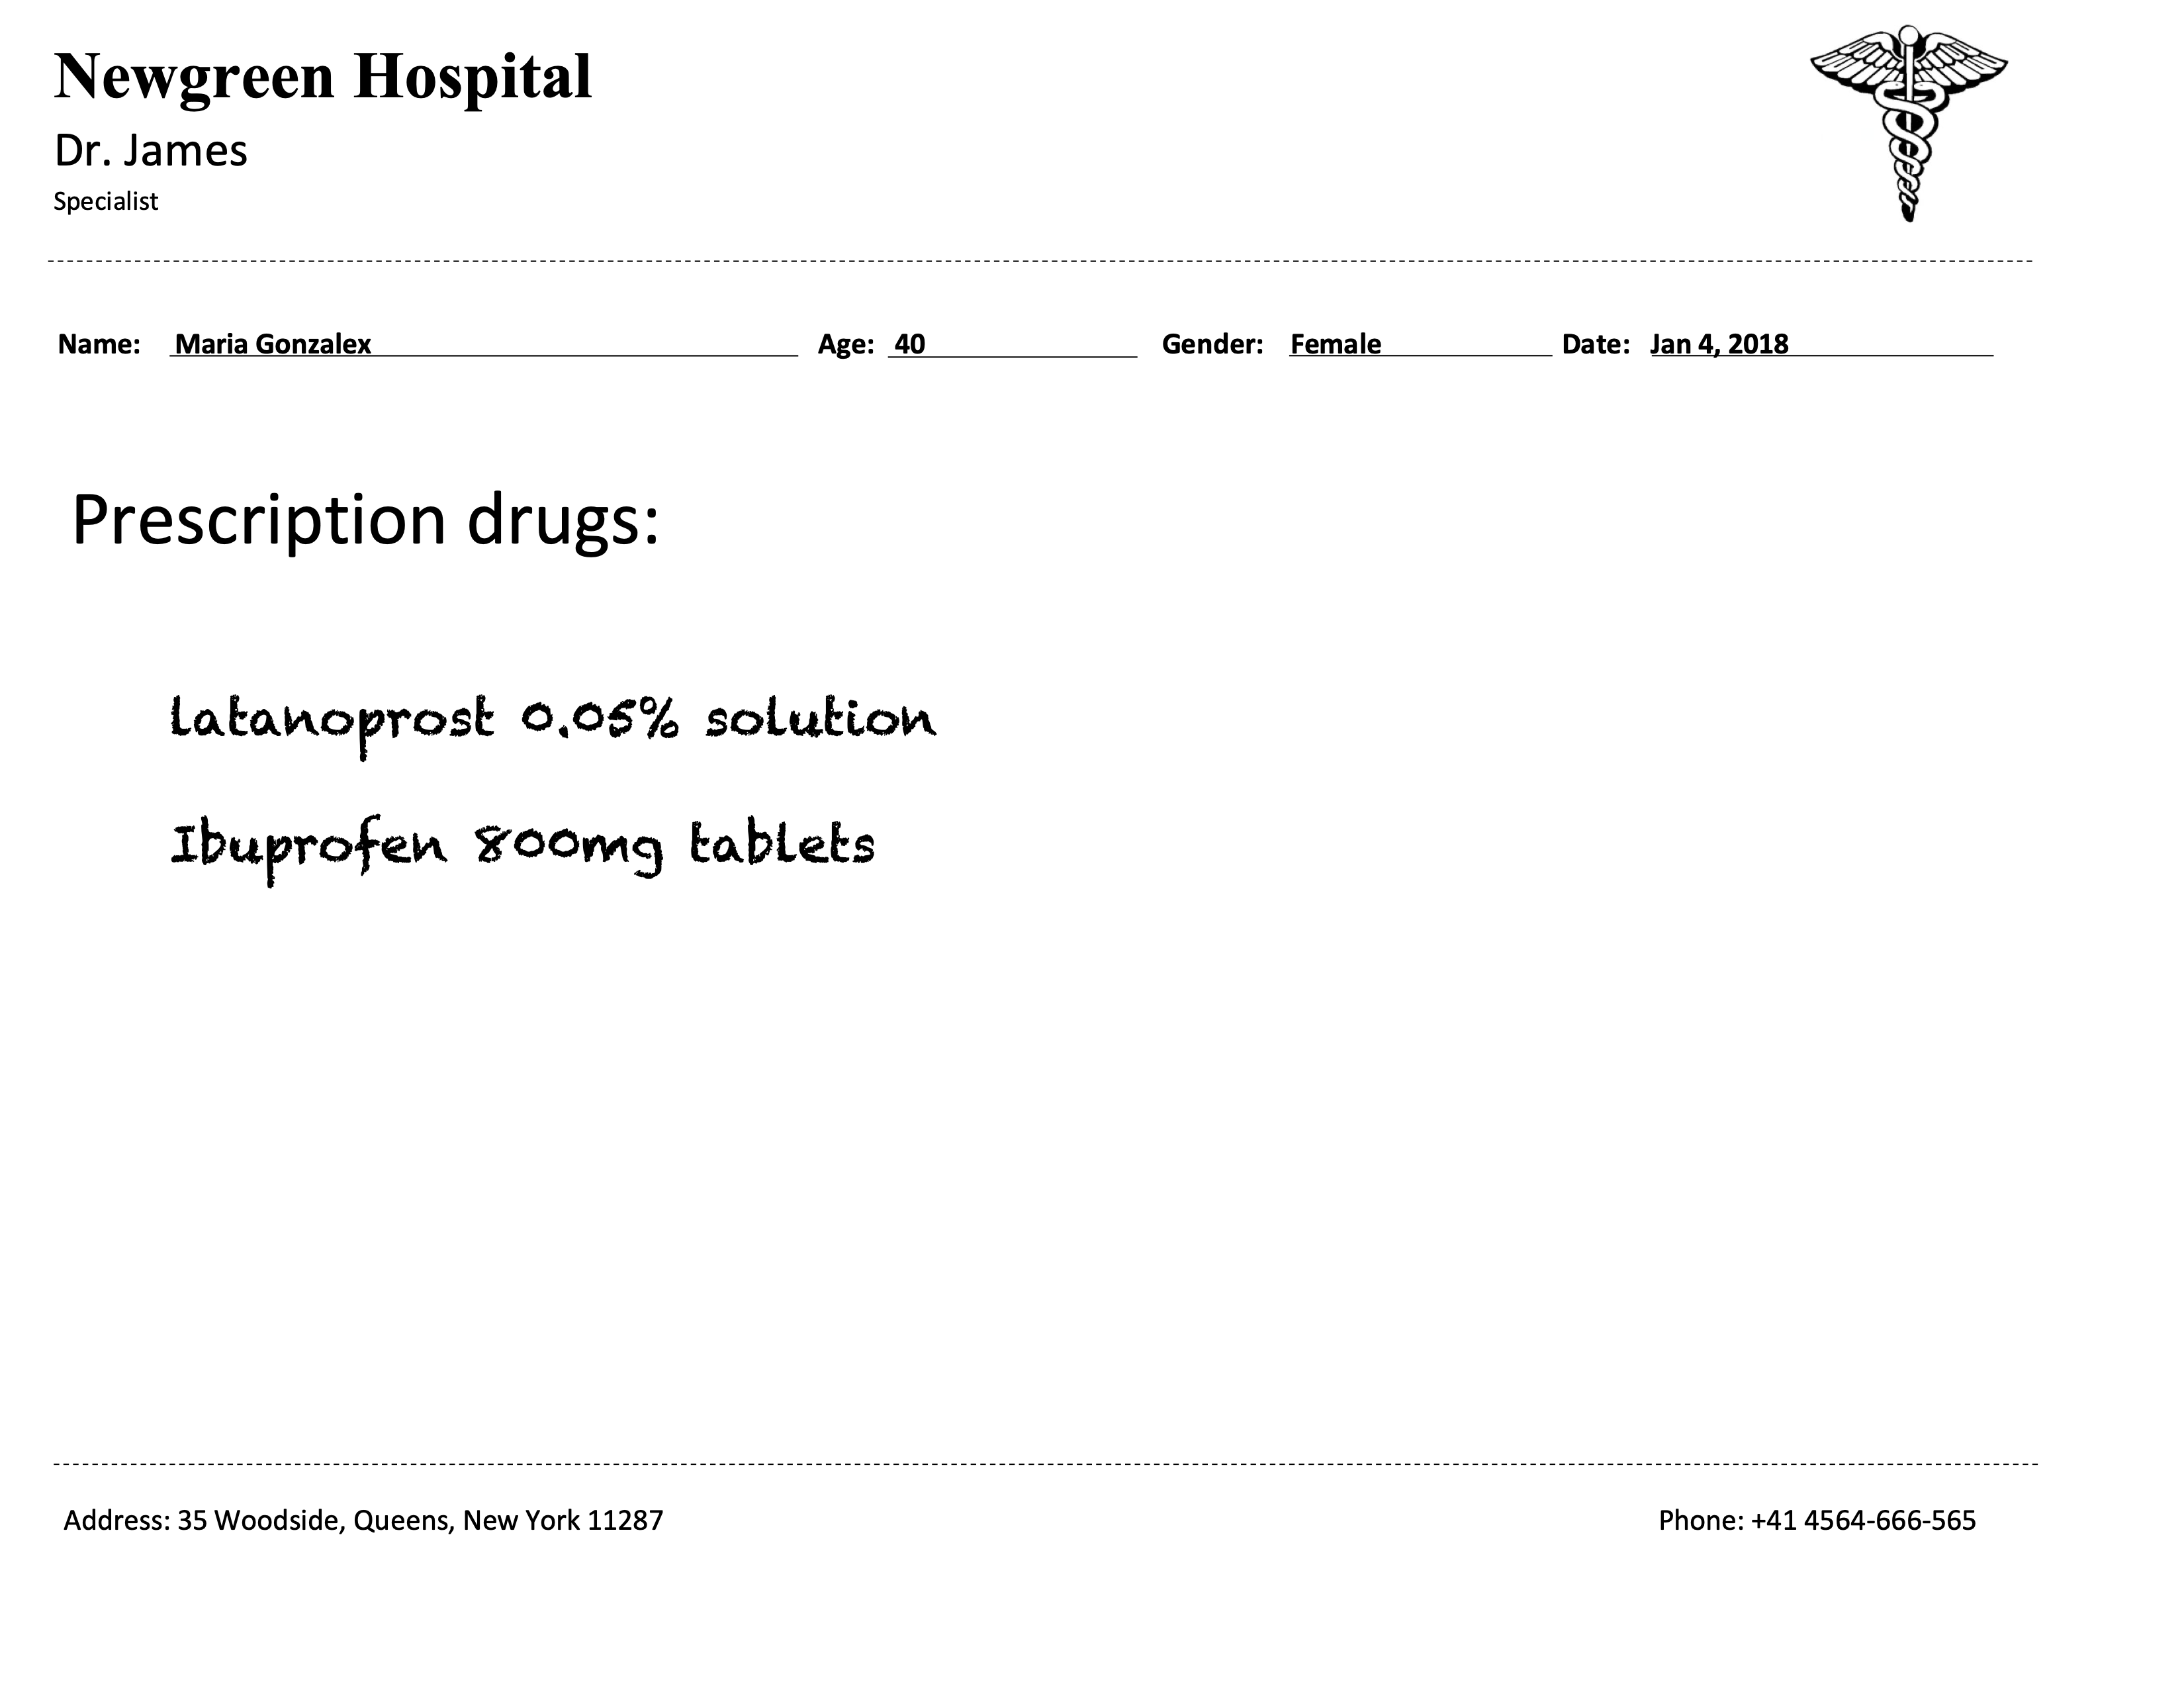 Newgreen Hospital
Dr. James
Specialist
Name: Maria Gonzalex Age: 40 Gender: Female Date: Jan 4, 2018
Prescription drugs:
latanoprost 0.05% solution
Ibuprofen 800mg tablets
Address: 35 Woodside, Queens, New York 11287 Phone: +41 4564-666-565